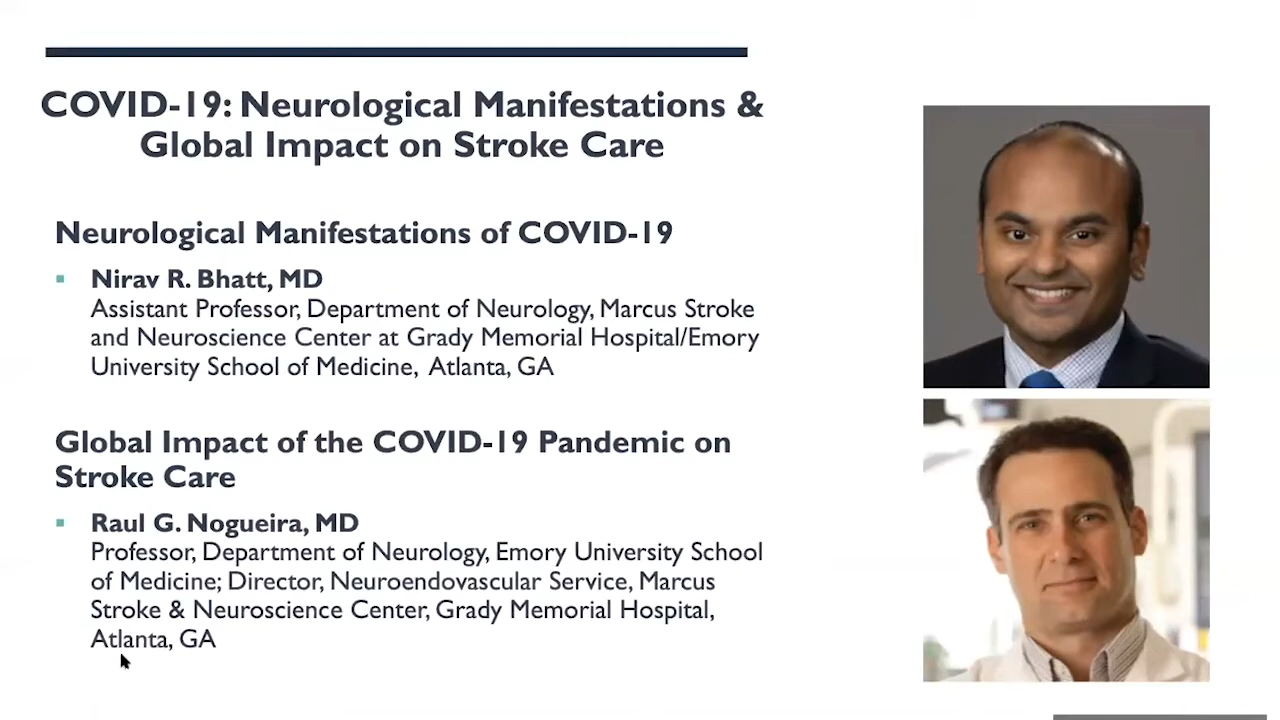 COVID-19: Neurological Manifestations &
Global Impact on Stroke Care
Neurological Manifestations of COVID-19
Nirav R. Bhatt, MD
Assistant Professor, Department of Neurology, Marcus Stroke
and Neuroscience Center at Grady Memorial Hospital/Emory
University School of Medicine, Atlanta, GA
Global Impact of the COVID-19 Pandemic on
Stroke Care
Raul G. Nogueira, MD
Professor, Department of Neurology, Emory University School
of Medicine; Director, Neuroendovascular Service, Marcus
Stroke & Neuroscience Center, Grady Memorial Hospital,
Atlanta, GA